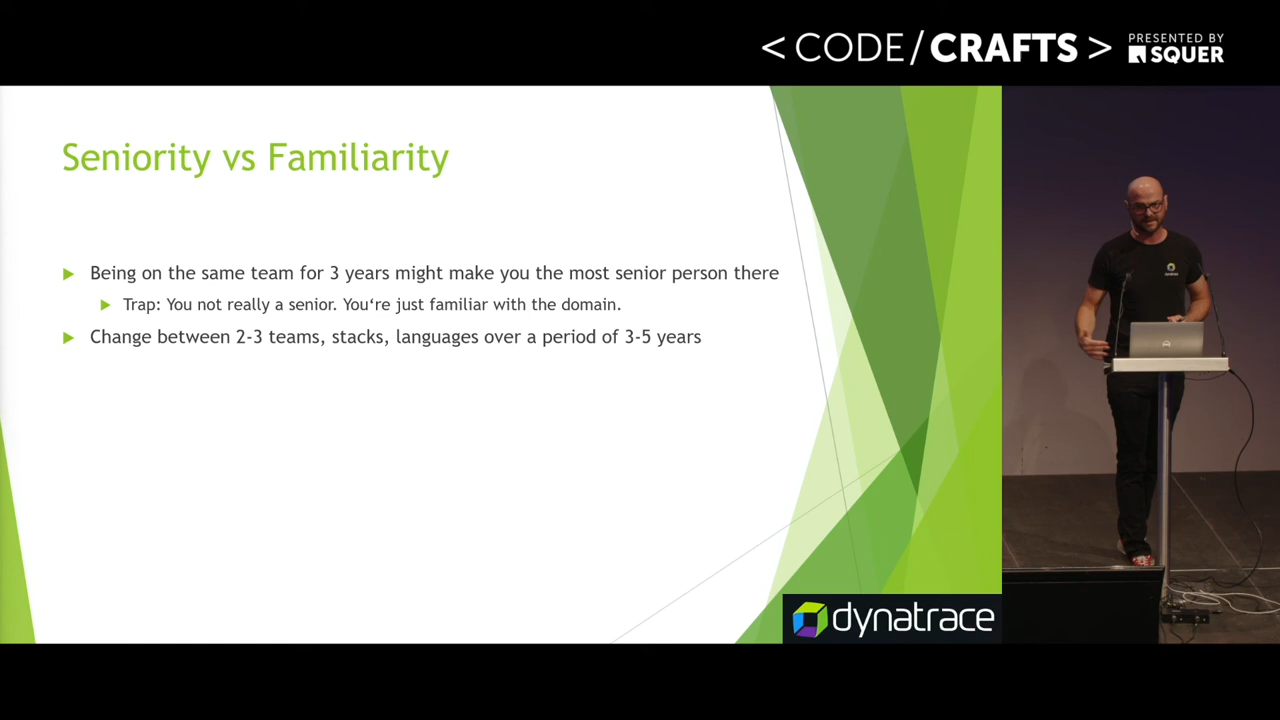 < CODE/CRAFTS >
PRESENTED BY
SQUER
Seniority vs Familiarity
Being on the same team for 3 years might make you the most senior person there
Trap: You not really a senior. You‘re just familiar with the domain.
Change between 2-3 teams, stacks, languages over a period of 3-5 years
dynatrace